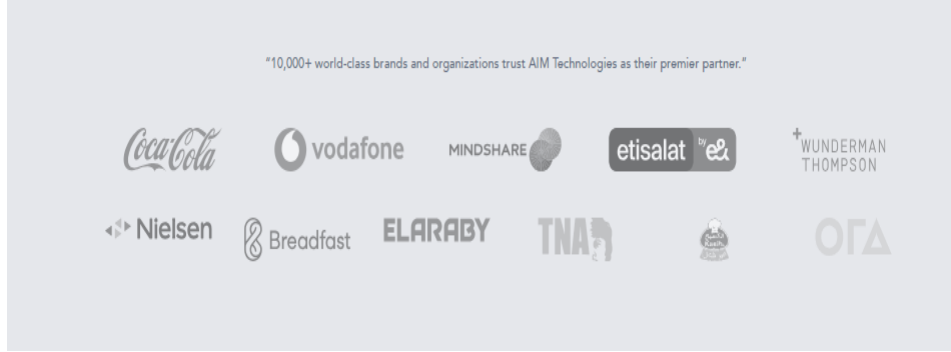 “10,000+ world-class brands and organizations trust AIM Technologies as their premier partner.”
Coca-Cola
vodafone
MINDSHARE
etisalat by e&
+
WUNDERMAN
THOMPSON
Nielsen
Breadfast
ELARABY
TNA
ORA